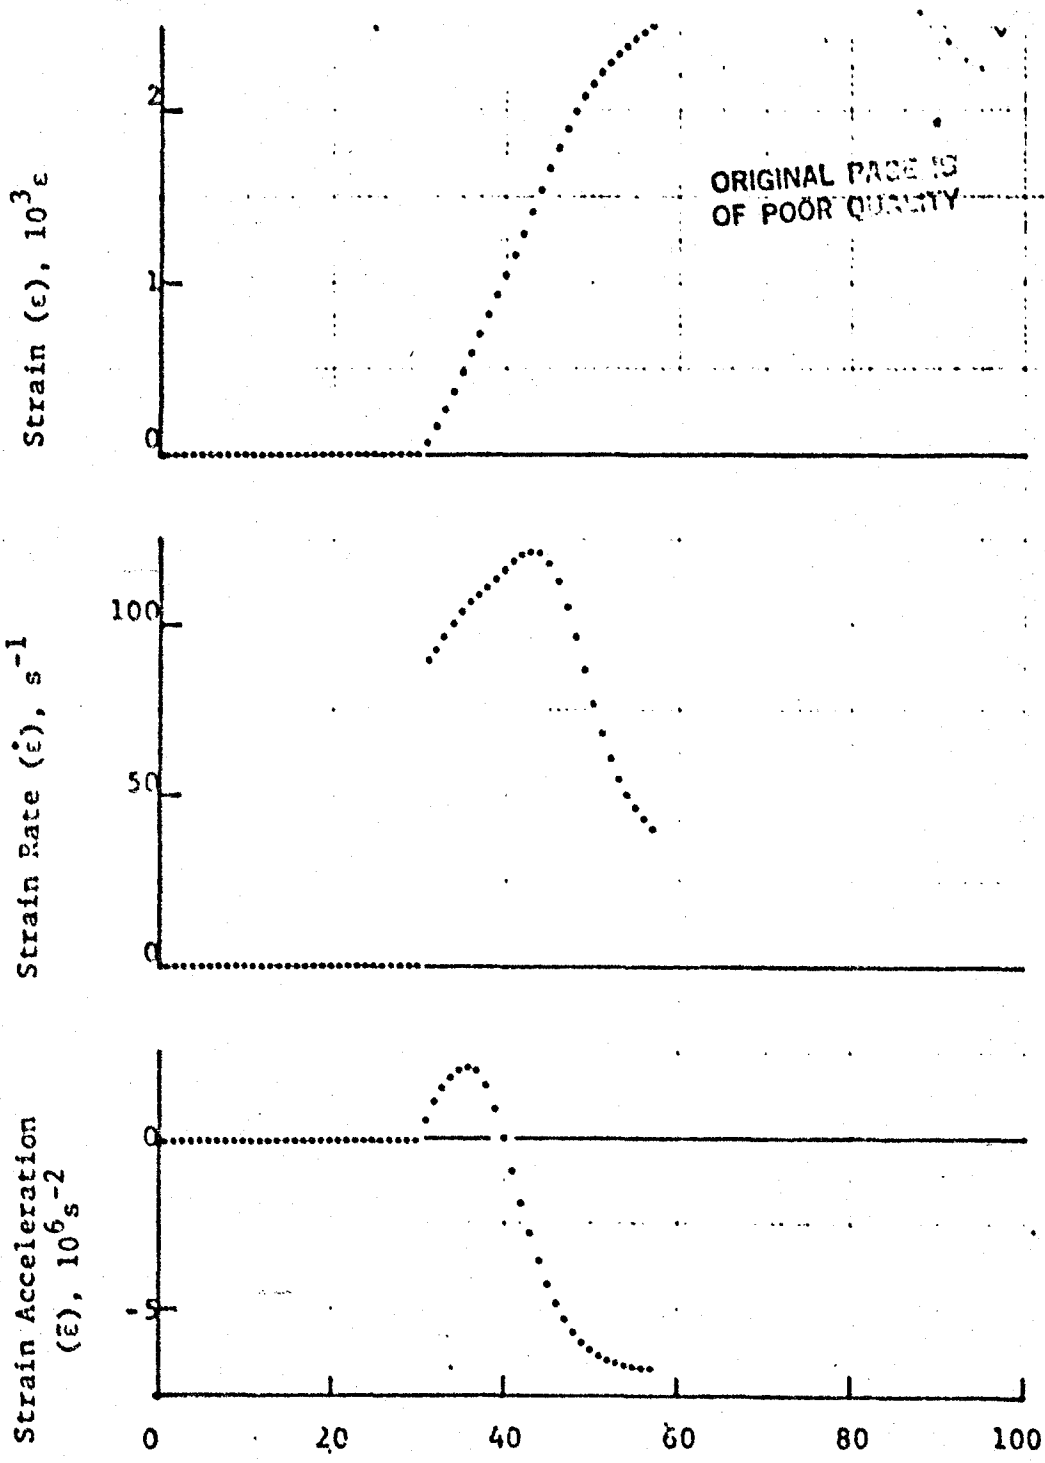 2
1
0
Strain (ε), 10³ε
ORIGINAL PAGE IS
OF POOR QUALITY
100
50
0
Strain Rate (ε̇), s⁻¹
0
-5
Strain Acceleration
(ε̈), 10⁶s⁻²
0 20 40 60 80 100